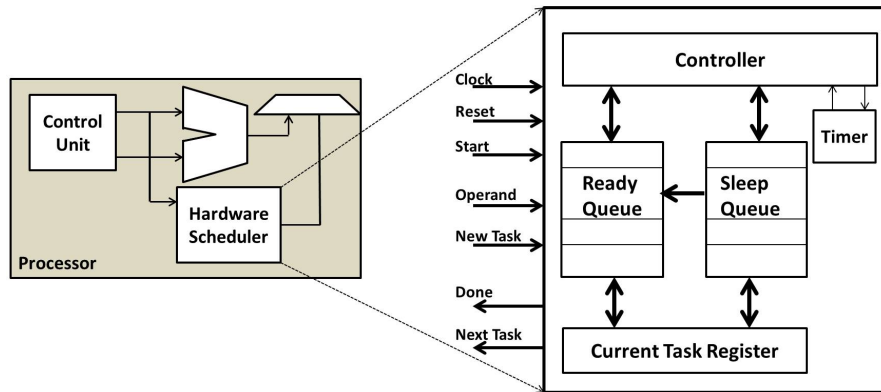 Control
Unit
Hardware
Scheduler
Processor
Clock
Reset
Start
Operand
New Task
Done
Next Task
Controller
Timer
Ready
Queue
Sleep
Queue
Current Task Register